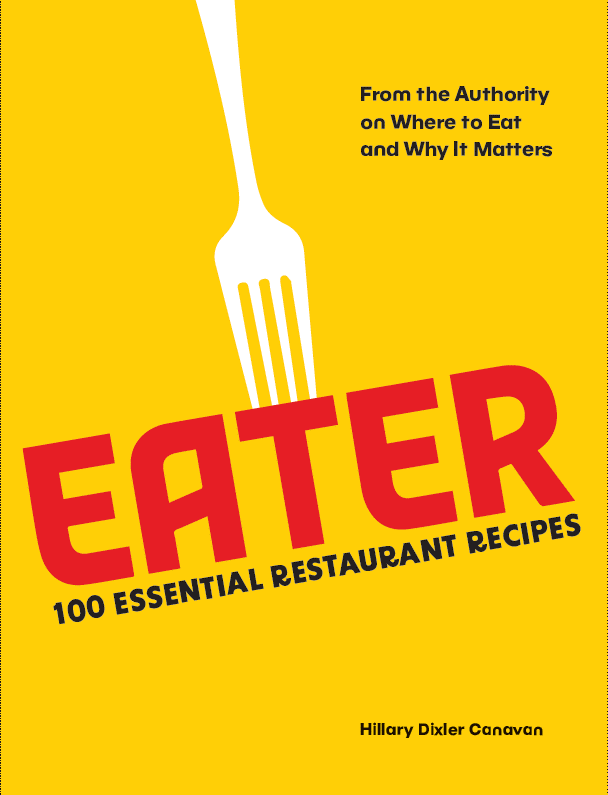 From the Authority
on Where to Eat
and Why It Matters
EATER
100 ESSENTIAL RESTAURANT RECIPES
Hillary Dixler Canavan